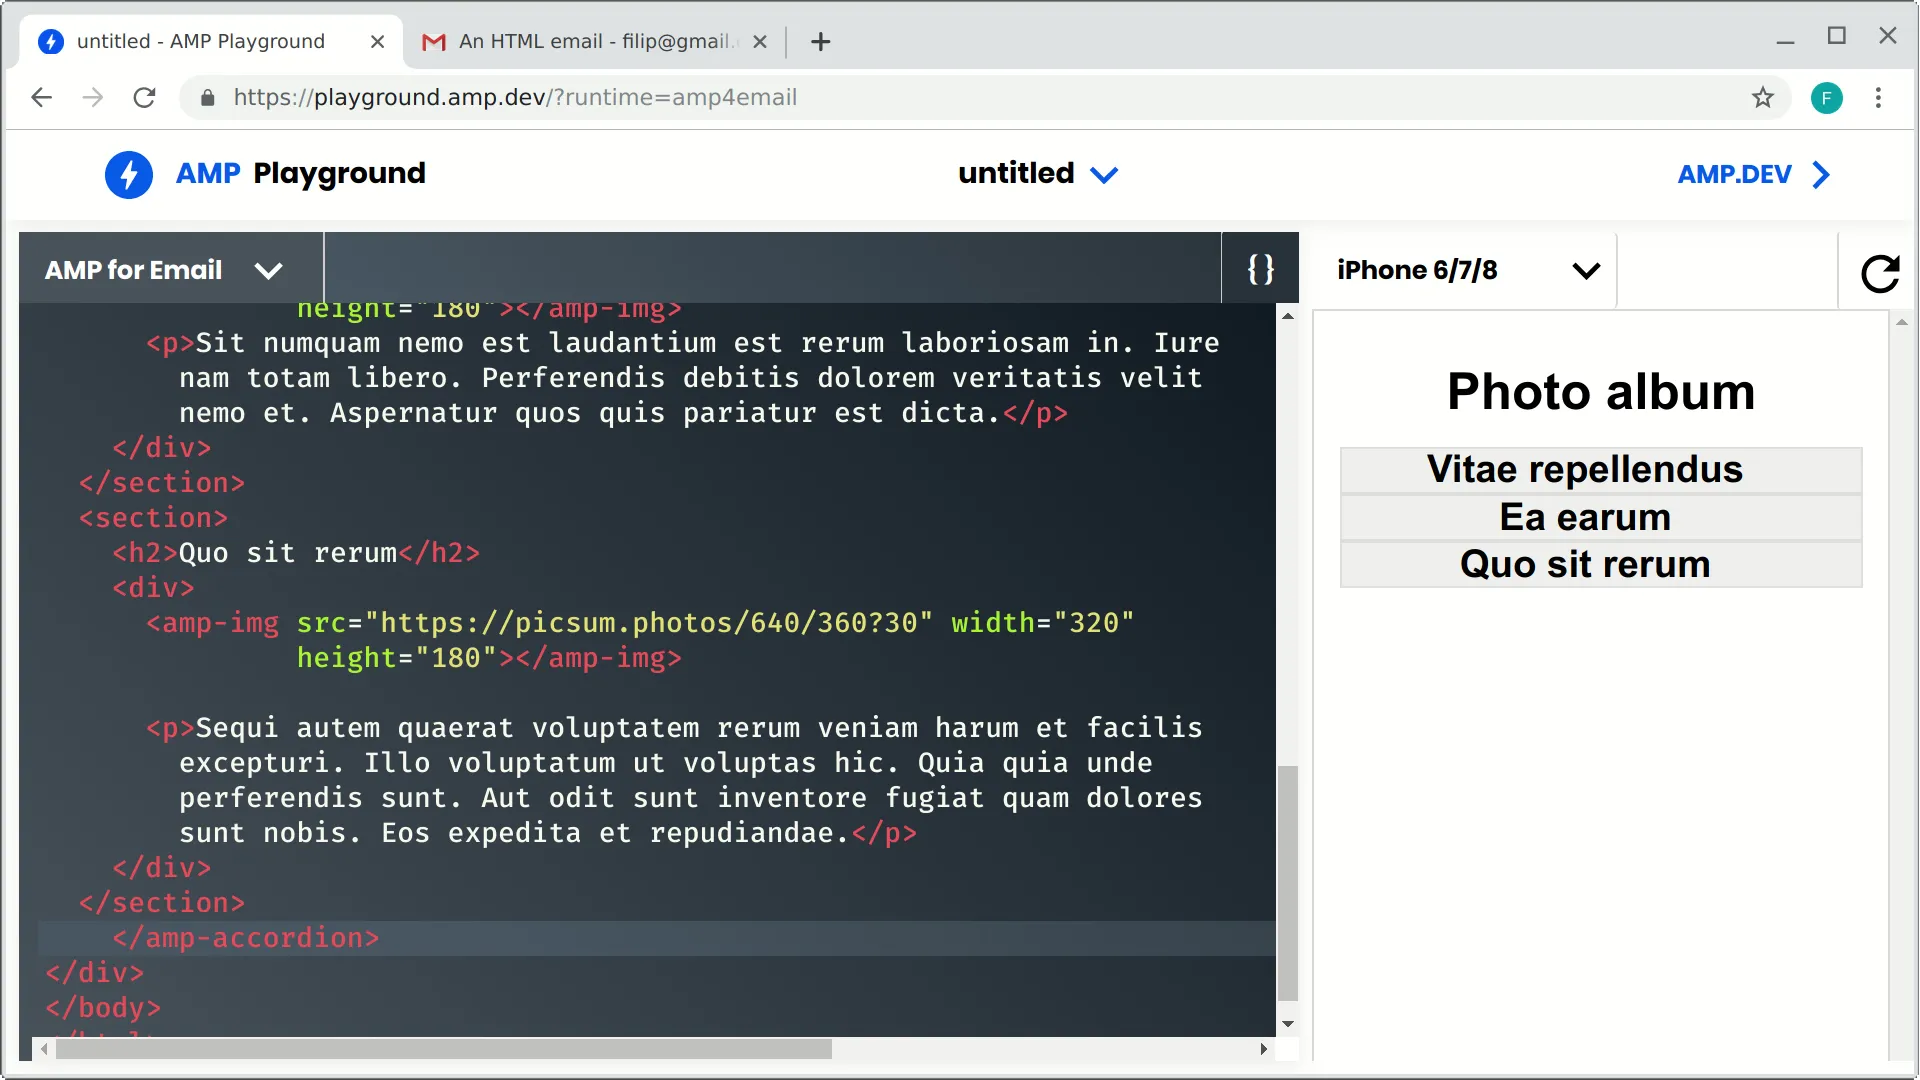 untitled - AMP Playground
An HTML email - filip@gmail.
https://playground.amp.dev/?runtime=amp4email
F
AMP Playground
untitled
AMP.DEV
AMP for Email
{}
iPhone 6/7/8
height="180"></amp-img>
<p>Sit numquam nemo est laudantium est rerum laboriosam in. Iure
nam totam libero. Perferendis debitis dolorem veritatis velit
nemo et. Aspernatur quos quis pariatur est dicta.</p>
</div>
</section>
<section>
<h2>Quo sit rerum</h2>
<div>
<amp-img src="https://picsum.photos/640/360?30" width="320"
height="180"></amp-img>
<p>Sequi autem quaerat voluptatem rerum veniam harum et facilis
excepturi. Illo voluptatum ut voluptas hic. Quia quia unde
perferendis sunt. Aut odit sunt inventore fugiat quam dolores
sunt nobis. Eos expedita et repudiandae.</p>
</div>
</section>
</amp-accordion>
</div>
</body>
Photo album
Vitae repellendus
Ea earum
Quo sit rerum